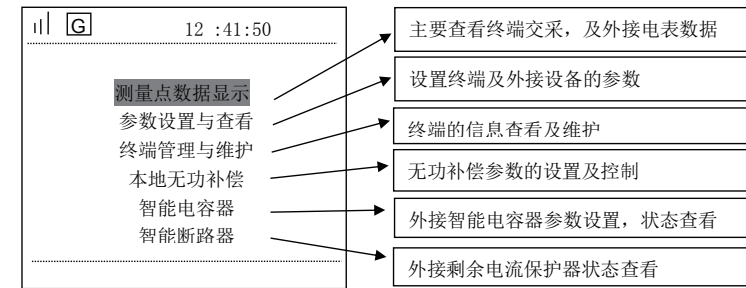 G 12 :41:50
测量点数据显示
参数设置与查看
终端管理与维护
本地无功补偿
智能电容器
智能断路器
主要查看终端交采，及外接电表数据
设置终端及外接设备的参数
终端的信息查看及维护
无功补偿参数的设置及控制
外接智能电容器参数设置，状态查看
外接剩余电流保护器状态查看